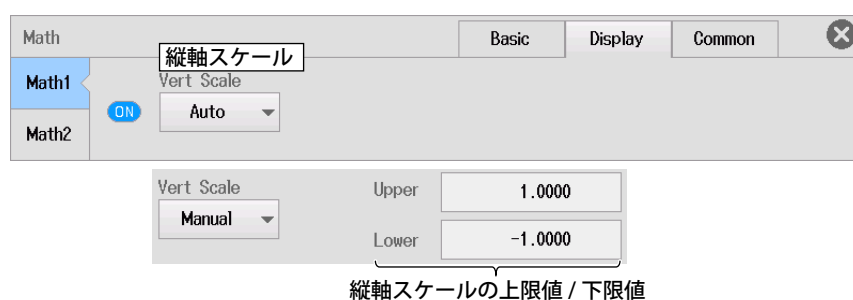 Math
Basic
Display
Common
縦軸スケール
Math1
Vert Scale
ON
Auto
Math2
Vert Scale
Manual
Upper
1.0000
Lower
-1.0000
縦軸スケールの上限値 / 下限値